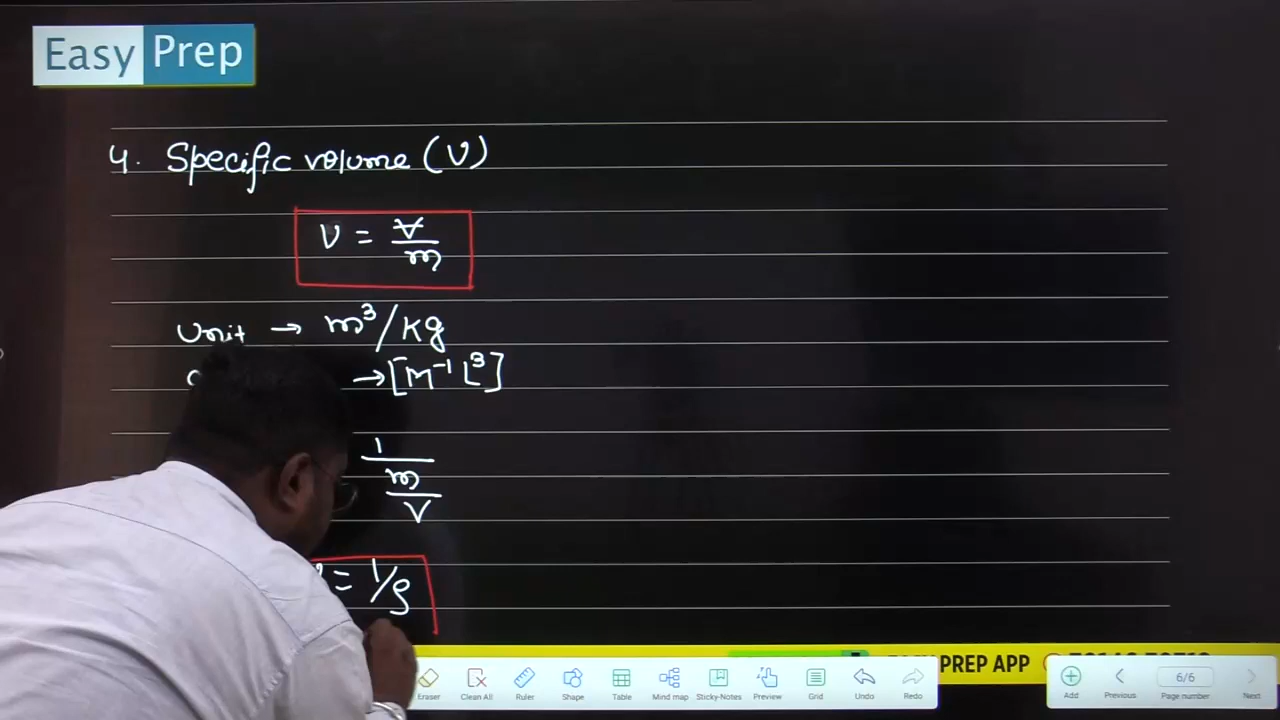 Easy Prep
4. Specific volume (v)
v = V/m
Unit → m³/kg
→ [M⁻¹ L³]
1
m
V
= 1/ρ
EASY PREP APP
Eraser Clean All Ruler Shape Table Mind map Sticky-Notes Preview Grid Undo Redo Add Previous 6/6 Page number Next